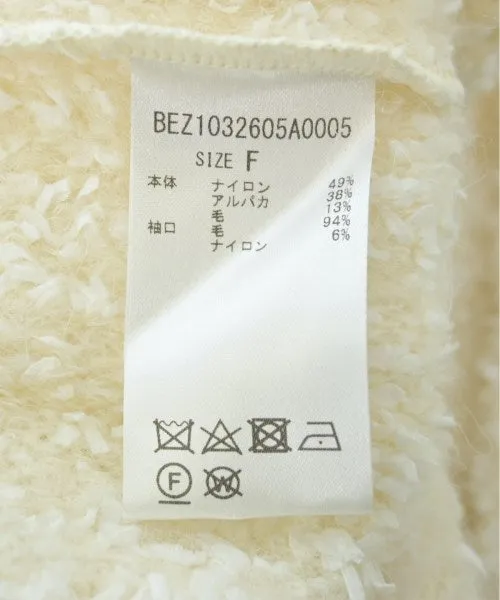 BEZ1032605A0005
SIZE F
本体 ナイロン 49%
アルパカ 38%
毛 13%
袖口 毛 94%
ナイロン 6%
F W